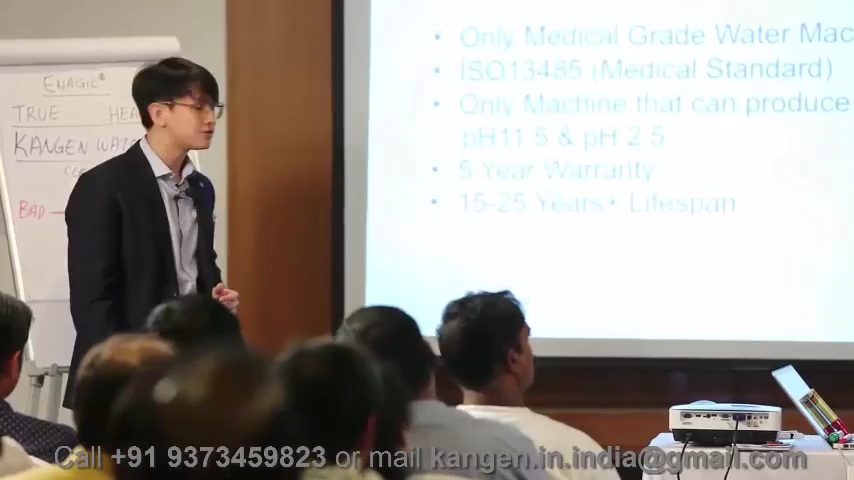 ENAGIC®
TRUE HEA
KANGEN WATE
BAD
• Only Medical Grade Water Mac
• ISO13485 (Medical Standard)
• Only Machine that can produce
pH11.5 & pH 2.5
• 5 Year Warranty
• 15-25 Years* Lifespan
Call +91 9373459823 or mail kangen.in.india@gmail.com